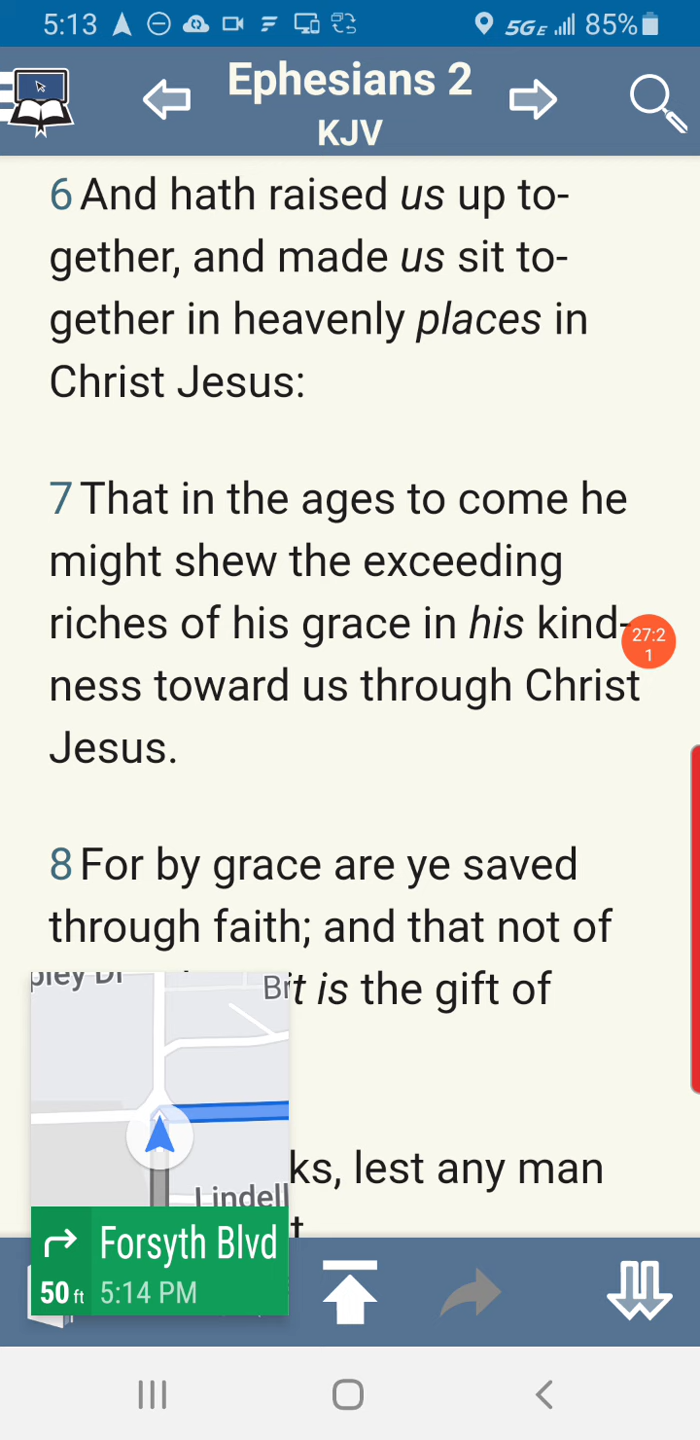 5:13 5GE 85%
Ephesians 2
KJV
6 And hath raised us up to-
gether, and made us sit to-
gether in heavenly places in
Christ Jesus:
7 That in the ages to come he
might shew the exceeding
riches of his grace in his kind-
27:2
1
ness toward us through Christ
Jesus.
8 For by grace are ye saved
through faith; and that not of
is the gift of
ks, lest any man
Lindell
Forsyth Blvd
50 ft 5:14 PM